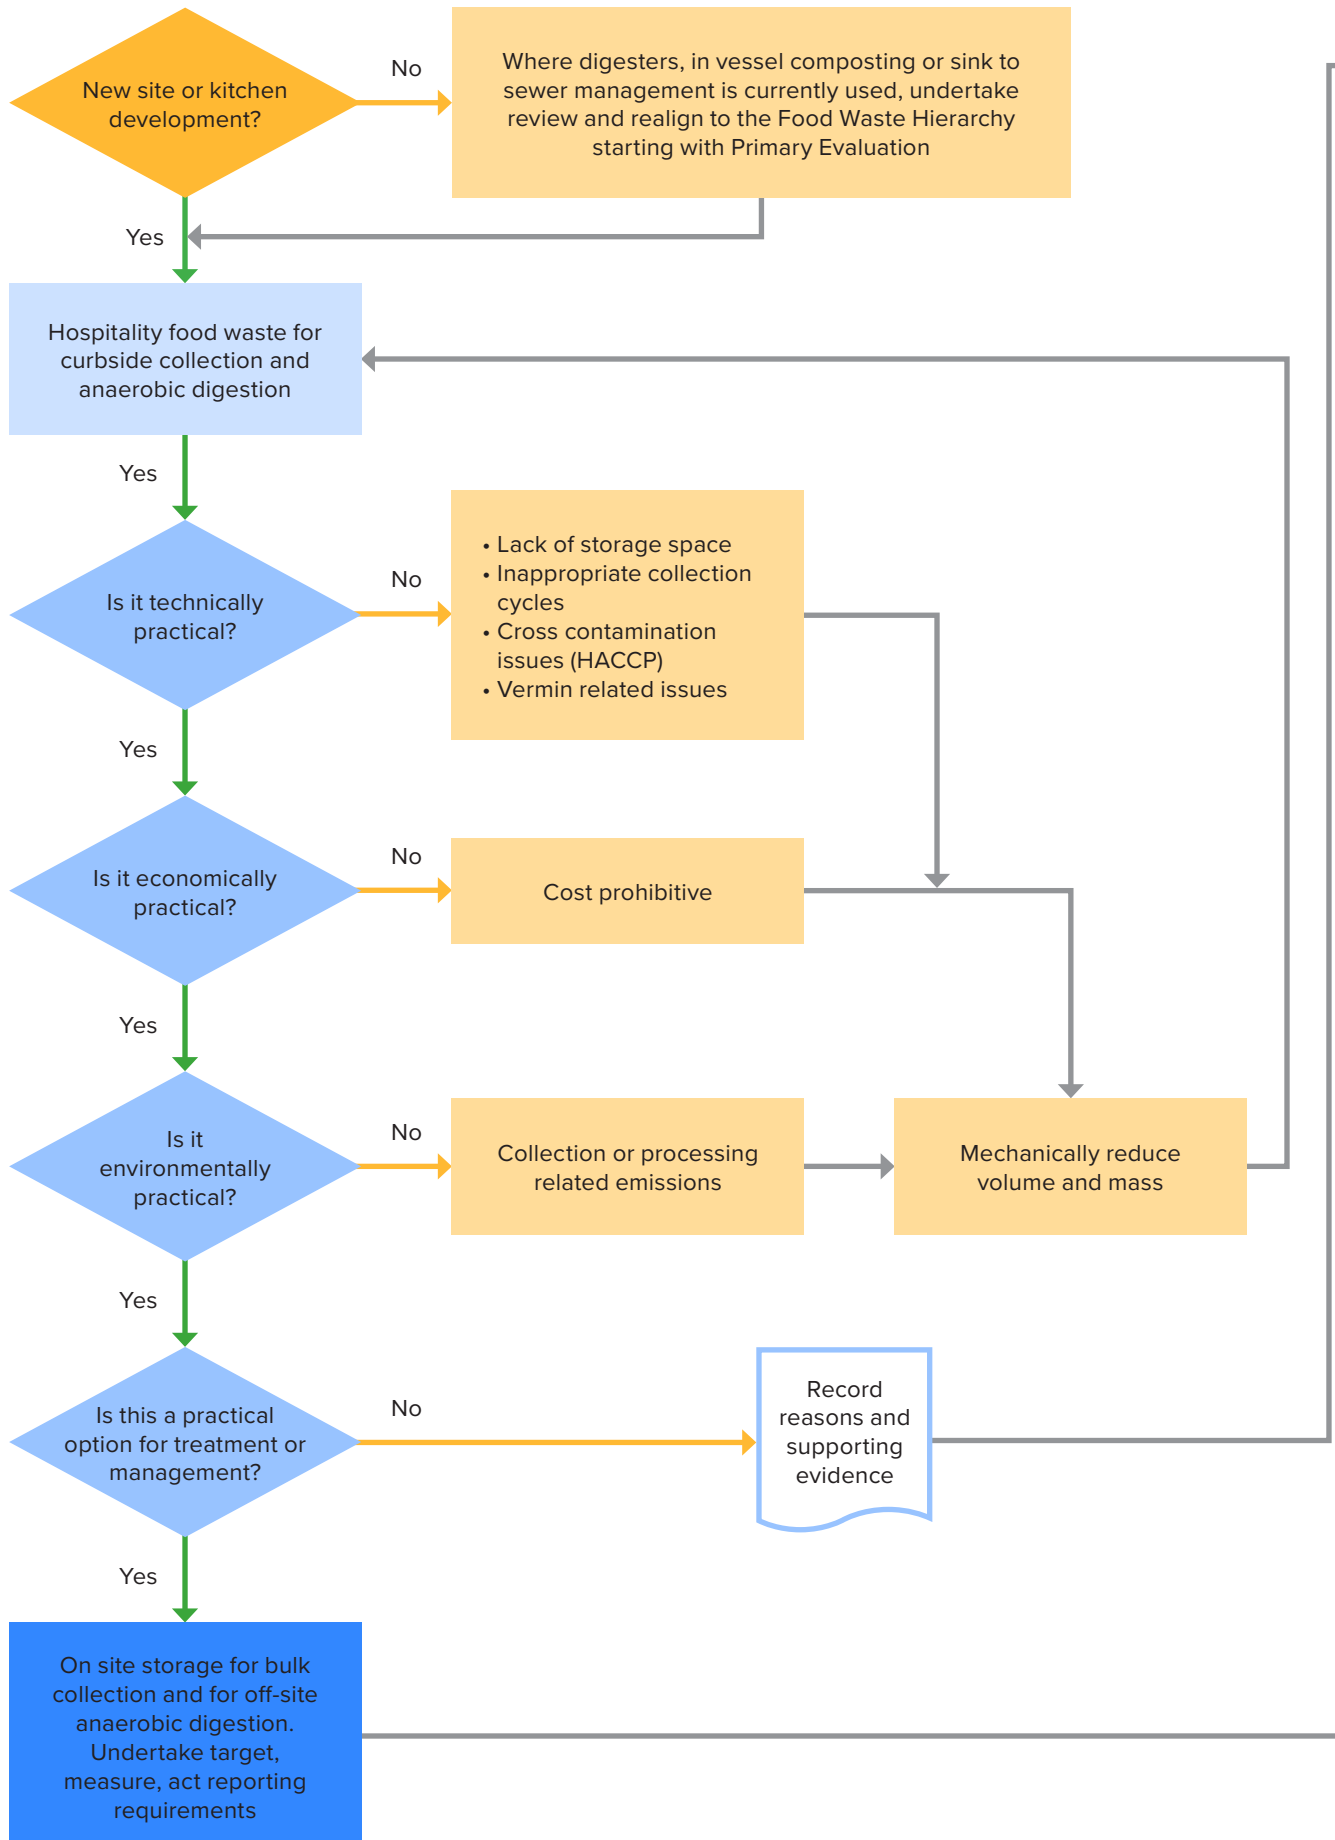 New site or kitchen
development?
No
Where digesters, in vessel composting or sink to
sewer management is currently used, undertake
review and realign to the Food Waste Hierarchy
starting with Primary Evaluation
Yes
Hospitality food waste for
curbside collection and
anaerobic digestion
Yes
Is it technically
practical?
No
• Lack of storage space
• Inappropriate collection
cycles
• Cross contamination
issues (HACCP)
• Vermin related issues
Yes
Is it economically
practical?
No
Cost prohibitive
Yes
Is it
environmentally
practical?
No
Collection or processing
related emissions
Mechanically reduce
volume and mass
Yes
Is this a practical
option for treatment or
management?
No
Record
reasons and
supporting
evidence
Yes
On site storage for bulk
collection and for off-site
anaerobic digestion.
Undertake target,
measure, act reporting
requirements